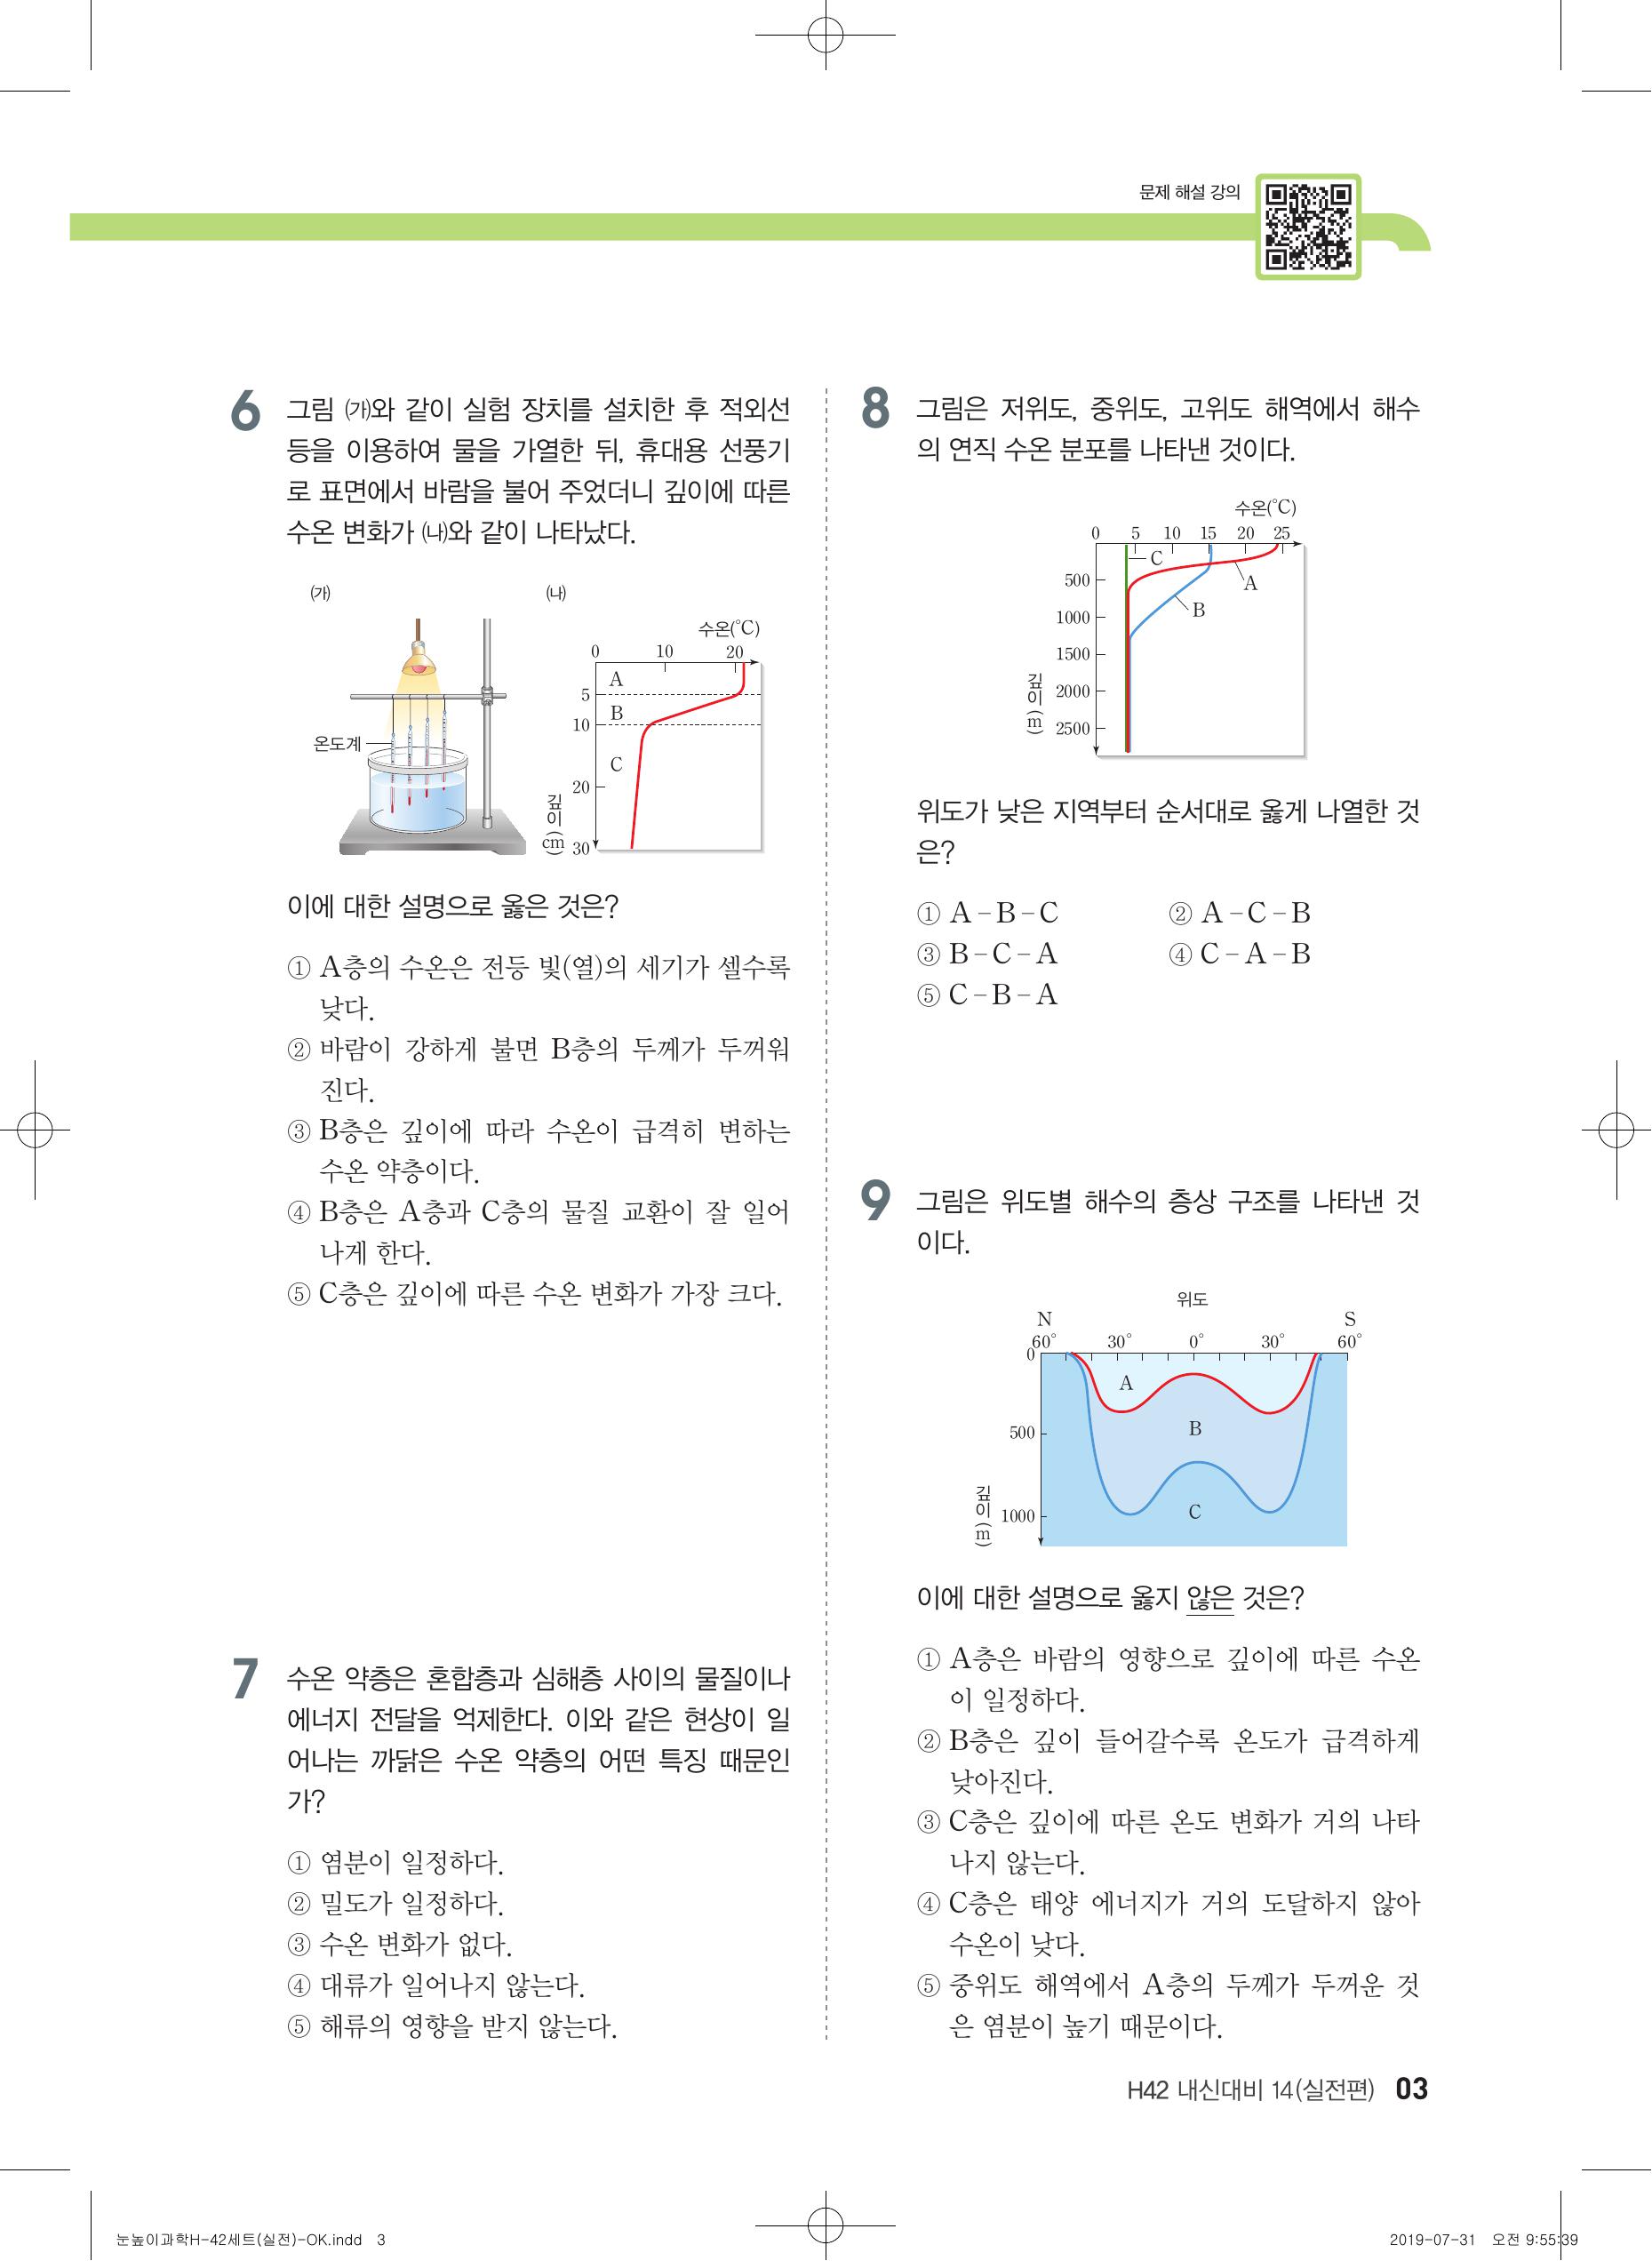 문제 해설 강의
6
그림 ㈎와 같이 실험 장치를 설치한 후 적외선
등을 이용하여 물을 가열한 뒤, 휴대용 선풍기
로 표면에서 바람을 불어 주었더니 깊이에 따른
수온 변화가 ㈏와 같이 나타났다.
㈎
온도계
㈏
수온(℃)
0 10 20
A
5
B
10
C
20
30
깊이(cm)
이에 대한 설명으로 옳은 것은?
① A층의 수온은 전등 빛(열)의 세기가 셀수록
낮다.
② 바람이 강하게 불면 B층의 두께가 두꺼워
진다.
③ B층은 깊이에 따라 수온이 급격히 변하는
수온 약층이다.
④ B층은 A층과 C층의 물질 교환이 잘 일어
나게 한다.
⑤ C층은 깊이에 따른 수온 변화가 가장 크다.
7
수온 약층은 혼합층과 심해층 사이의 물질이나
에너지 전달을 억제한다. 이와 같은 현상이 일
어나는 까닭은 수온 약층의 어떤 특징 때문인
가?
① 염분이 일정하다.
② 밀도가 일정하다.
③ 수온 변화가 없다.
④ 대류가 일어나지 않는다.
⑤ 해류의 영향을 받지 않는다.
8
그림은 저위도, 중위도, 고위도 해역에서 해수
의 연직 수온 분포를 나타낸 것이다.
수온(℃)
0 5 10 15 20 25
C
500
A
1000
B
1500
2000
2500
깊이(m)
위도가 낮은 지역부터 순서대로 옳게 나열한 것
은?
① A-B-C ② A-C-B
③ B-C-A ④ C-A-B
⑤ C-B-A
9
그림은 위도별 해수의 층상 구조를 나타낸 것
이다.
위도
N S
60° 30° 0° 30° 60°
0
A
500
B
1000
C
깊이(m)
이에 대한 설명으로 옳지 않은 것은?
① A층은 바람의 영향으로 깊이에 따른 수온
이 일정하다.
② B층은 깊이 들어갈수록 온도가 급격하게
낮아진다.
③ C층은 깊이에 따른 온도 변화가 거의 나타
나지 않는다.
④ C층은 태양 에너지가 거의 도달하지 않아
수온이 낮다.
⑤ 중위도 해역에서 A층의 두께가 두꺼운 것
은 염분이 높기 때문이다.
H42 내신대비 14(실전편) 03
눈높이과학H-42세트(실전)-OK.indd 3
2019-07-31 오전 9:55:39